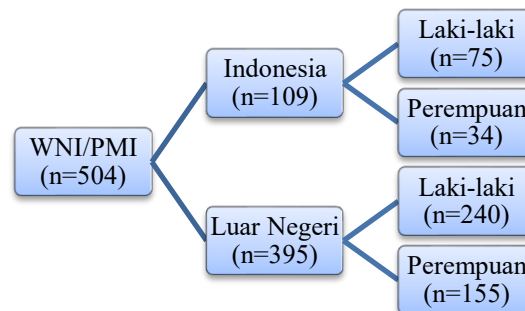 WNI/PMI
(n=504)
Indonesia
(n=109)
Laki-laki
(n=75)
Perempuan
(n=34)
Luar Negeri
(n=395)
Laki-laki
(n=240)
Perempuan
(n=155)